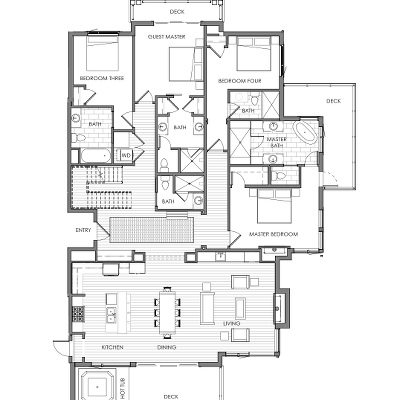 DECK
GUEST MASTER
BEDROOM THREE
BEDROOM FOUR
BATH
DECK
BATH
BATH
MASTER
BATH
W/D
BATH
ENTRY
MASTER BEDROOM
LIVING
KITCHEN
DINING
HOT TUB
DECK